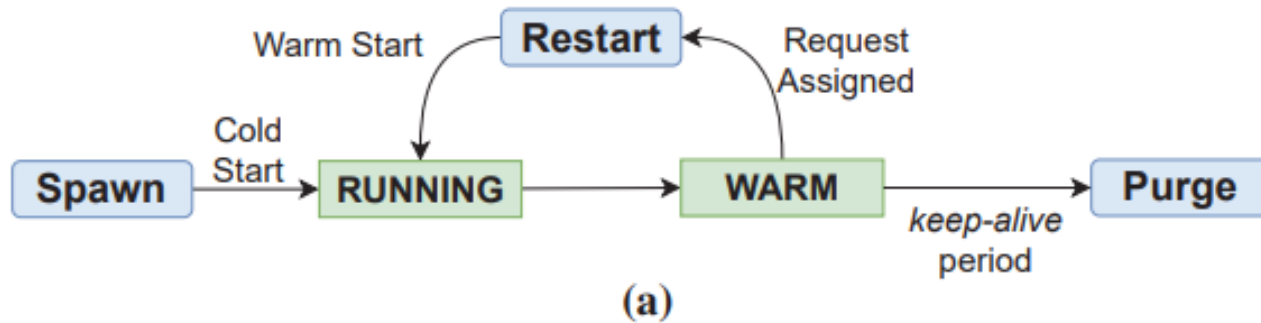 Restart
Warm Start
Request
Assigned
Cold
Start
Spawn
RUNNING
WARM
Purge
keep-alive
period
(a)